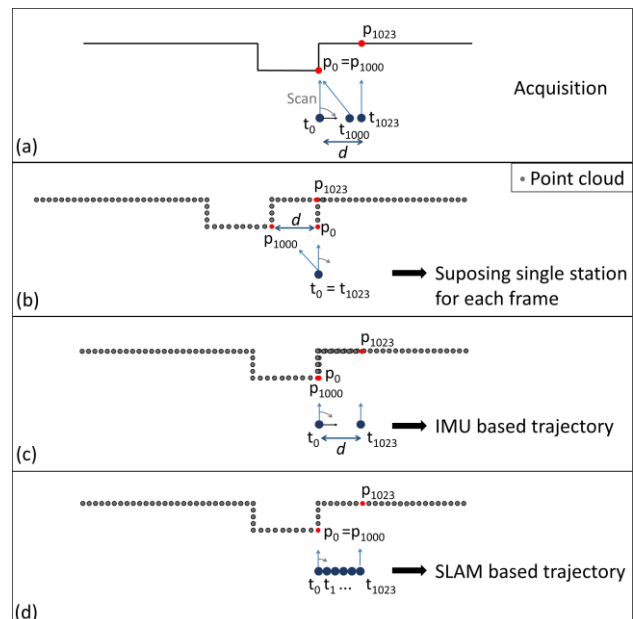 p1023
p0 =p1000
Scan
Acquisition
t0
t1000
t1023
d
(a)
Point cloud
p1023
d
p0
p1000
t0 = t1023
Suposing single station
for each frame
(b)
p1023
p0
p1000
t0
t1023
IMU based trajectory
d
(c)
p1023
p0 =p1000
t0 t1 ... t1023
SLAM based trajectory
(d)